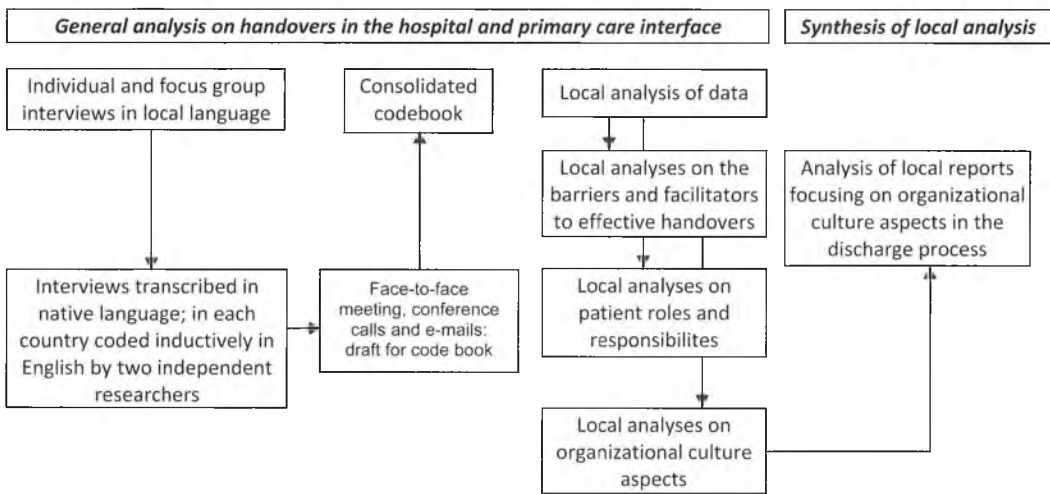 General analysis on handovers in the hospital and primary care interface
Synthesis of local analysis
Individual and focus group
interviews in local language
Consolidated
codebook
Local analysis of data
Local analyses on the
barriers and facilitators
to effective handovers
Analysis of local reports
focusing on organizational
culture aspects in the
discharge process
Interviews transcribed in
native language; in each
country coded inductively in
English by two independent
researchers
Face-to-face
meeting, conference
calls and e-mails:
draft for code book
Local analyses on
patient roles and
responsibilites
Local analyses on
organizational culture
aspects